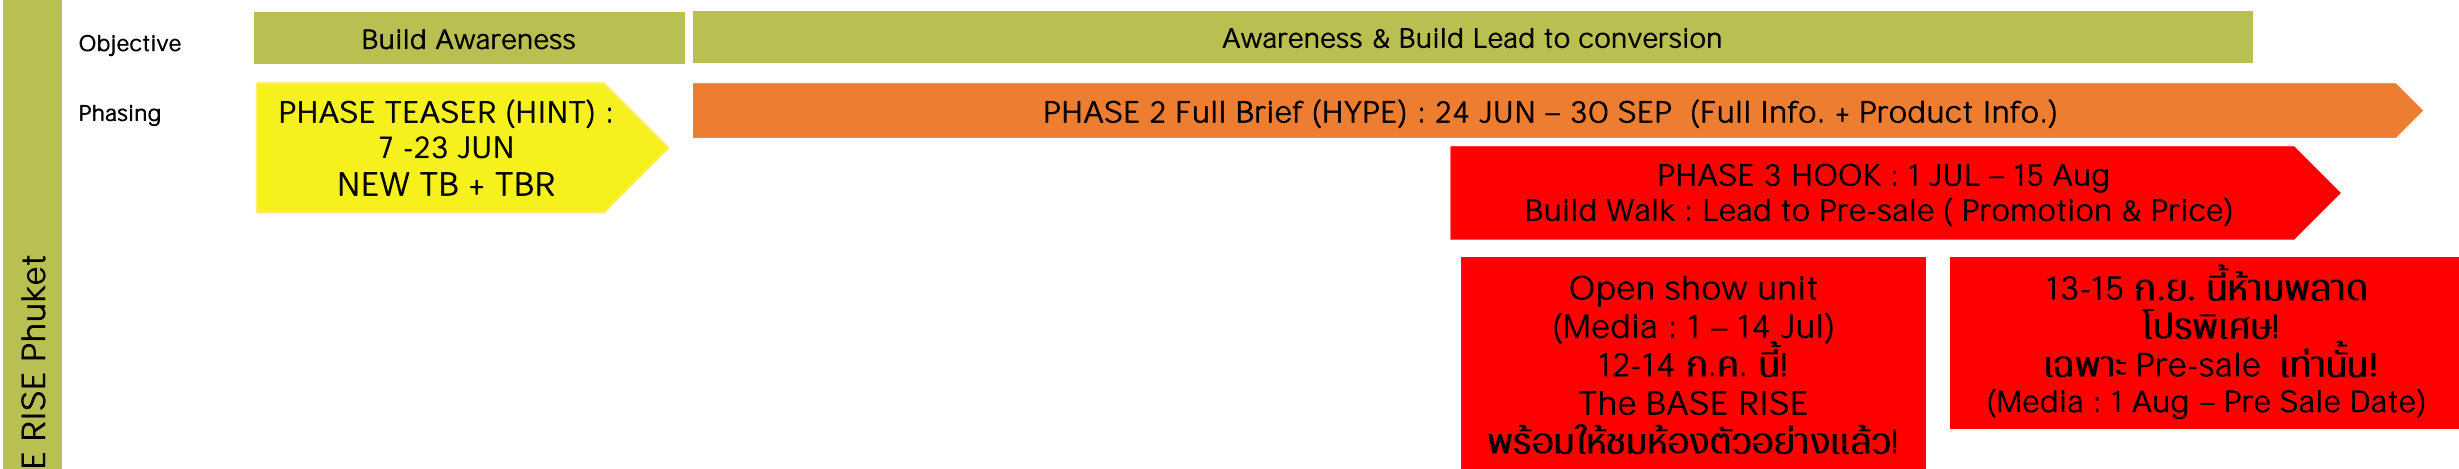 Objective
Build Awareness
Awareness & Build Lead to conversion
Phasing
PHASE TEASER (HINT) :
7 -23 JUN
NEW TB + TBR
PHASE 2 Full Brief (HYPE) : 24 JUN – 30 SEP (Full Info. + Product Info.)
PHASE 3 HOOK : 1 JUL – 15 Aug
Build Walk : Lead to Pre-sale ( Promotion & Price)
E RISE Phuket
Open show unit
(Media : 1 – 14 Jul)
12-14 ก.ค. นี้!
The BASE RISE
พร้อมให้ชมห้องตัวอย่างแล้ว!
13-15 ก.ย. นี้ห้ามพลาด
โปรพิเศษ!
เฉพาะ Pre-sale เท่านั้น!
(Media : 1 Aug – Pre Sale Date)